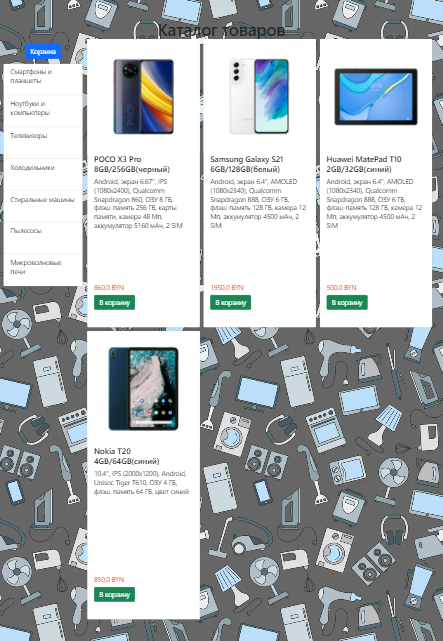 Каталог товаров
Корзина
Смартфоны и
планшеты
Ноутбуки и
компьютеры
Телевизоры
Холодильники
Стиральные машины
Пылесосы
Микроволновые
печи
POCO X3 Pro
8GB/256GB(черный)
Android, экран 6.67", IPS
(1080x2400), Qualcomm
Snapdragon 860, ОЗУ 8 ГБ,
флэш-память 256 ГБ, карты
памяти, камера 48 Мп,
аккумулятор 5160 мАч, 2 SIM
860,0 BYN
В корзину
Samsung Galaxy S21
6GB/128GB(белый)
Android, экран 6.4", AMOLED
(1080x2340), Qualcomm
Snapdragon 888, ОЗУ 6 ГБ,
флэш-память 128 ГБ, камера 12
Мп, аккумулятор 4500 мАч, 2
SIM
1950,0 BYN
В корзину
Huawei MatePad T10
2GB/32GB(синий)
Android, экран 6.4", AMOLED
(1080x2340), Qualcomm
Snapdragon 888, ОЗУ 6 ГБ,
флэш-память 128 ГБ, камера 12
Мп, аккумулятор 4500 мАч, 2
SIM
500,0 BYN
В корзину
Nokia T20
4GB/64GB(синий)
10.4", IPS (2000x1200), Android,
Unisoc Tiger T610, ОЗУ 4 ГБ,
флэш-память 64 ГБ, цвет синий
850,0 BYN
В корзину